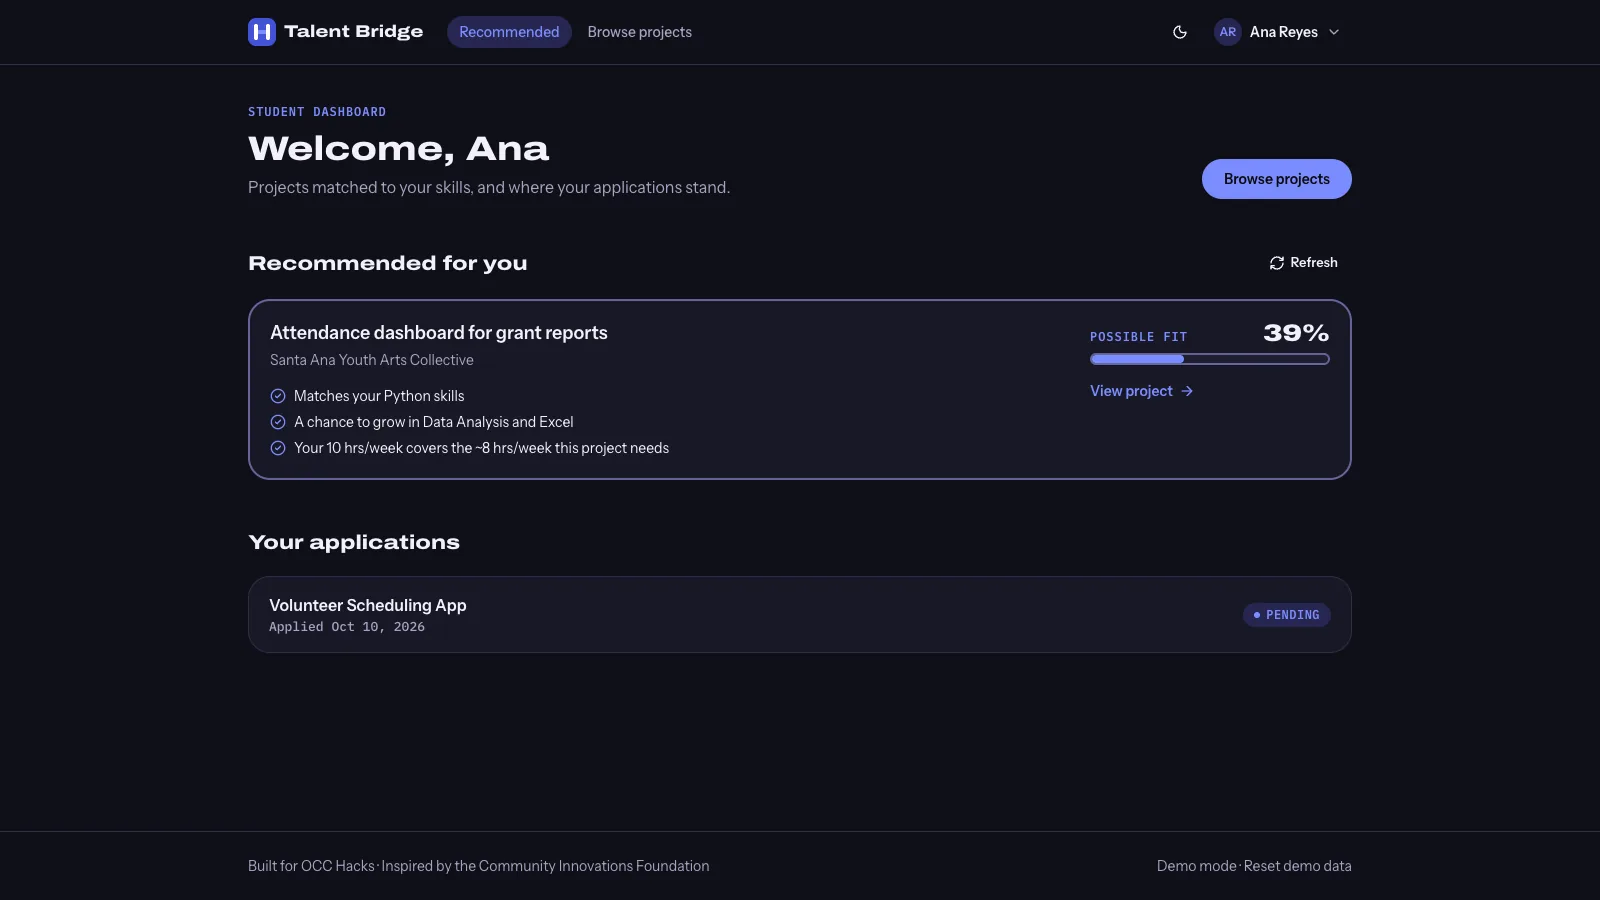 Talent Bridge
Recommended
Browse projects
AR
Ana Reyes
STUDENT DASHBOARD
Welcome, Ana
Projects matched to your skills, and where your applications stand.
Browse projects
Recommended for you
Refresh
Attendance dashboard for grant reports
Santa Ana Youth Arts Collective
Matches your Python skills
A chance to grow in Data Analysis and Excel
Your 10 hrs/week covers the ~8 hrs/week this project needs
POSSIBLE FIT
39%
View project →
Your applications
Volunteer Scheduling App
Applied Oct 10, 2026
PENDING
Built for OCC Hacks · Inspired by the Community Innovations Foundation
Demo mode · Reset demo data